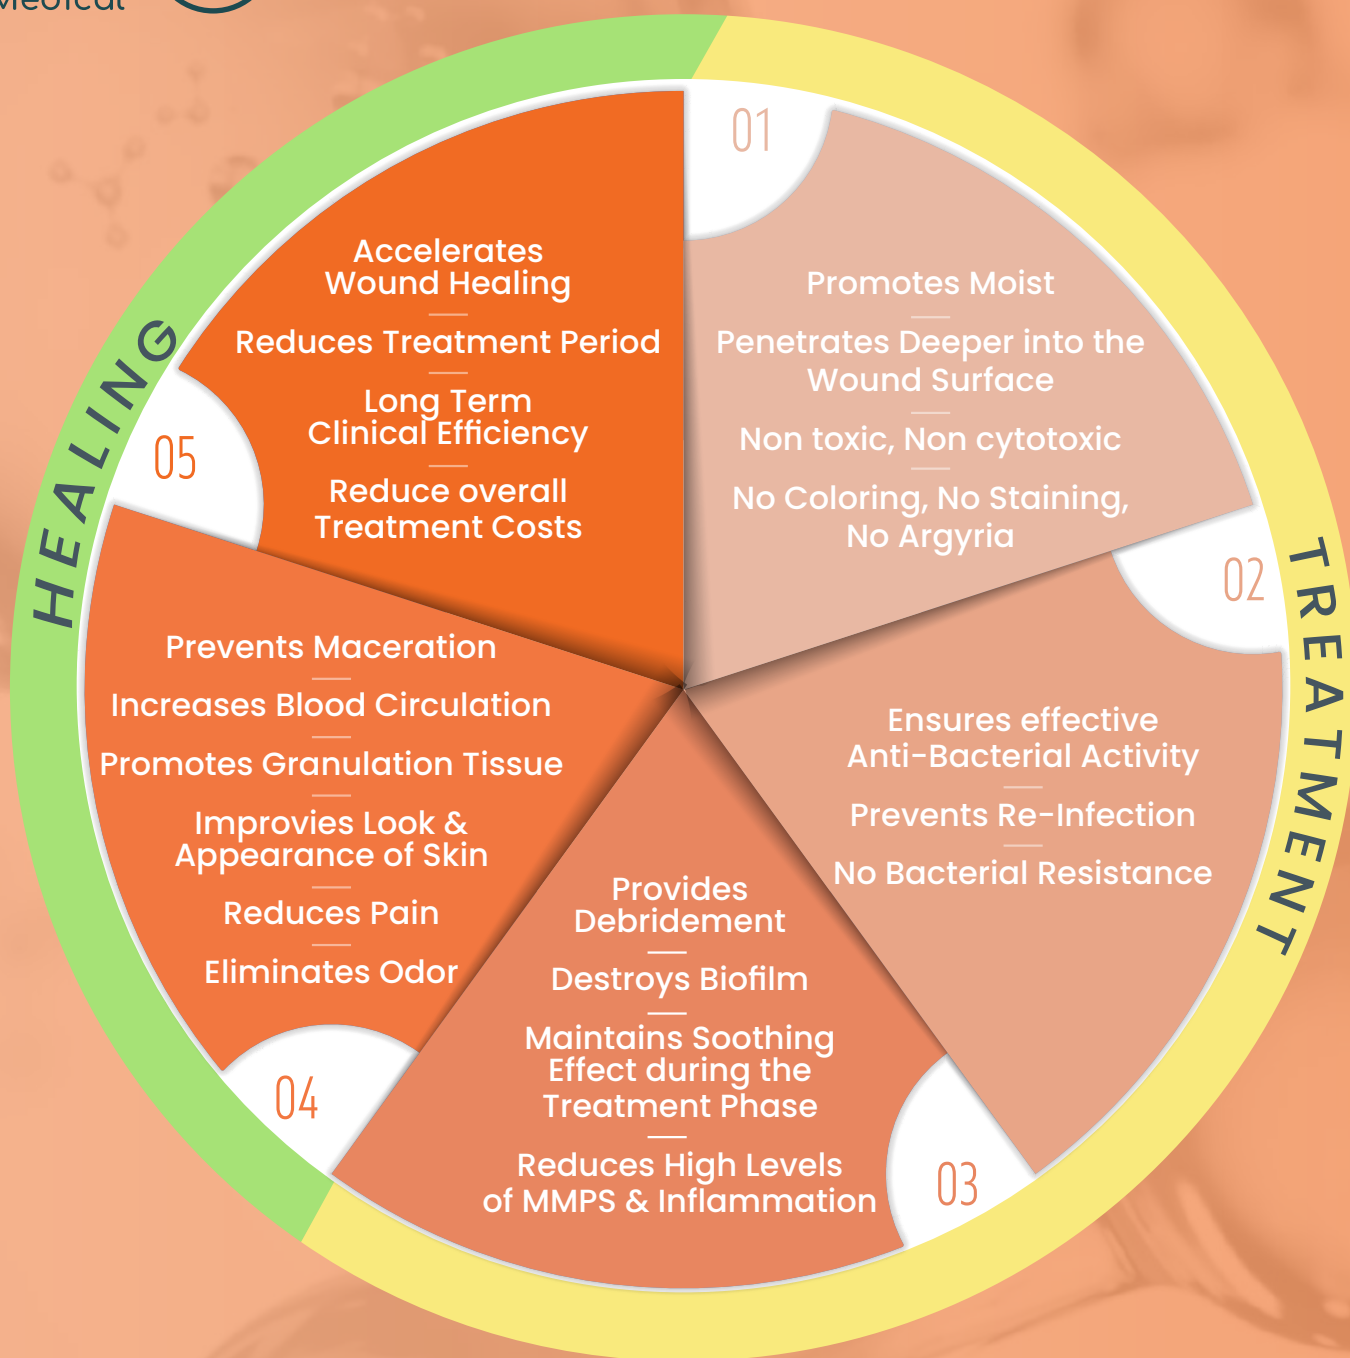 Medical
HEALING
TREATMENT
01
Promotes Moist
Penetrates Deeper into the
Wound Surface
Non toxic, Non cytotoxic
No Coloring, No Staining,
No Argyria
02
Ensures effective
Anti-Bacterial Activity
Prevents Re-Infection
No Bacterial Resistance
03
Provides
Debridement
Destroys Biofilm
Maintains Soothing
Effect during the
Treatment Phase
Reduces High Levels
of MMPS & Inflammation
04
Prevents Maceration
Increases Blood Circulation
Promotes Granulation Tissue
Improvies Look &
Appearance of Skin
Reduces Pain
Eliminates Odor
05
Accelerates
Wound Healing
Reduces Treatment Period
Long Term
Clinical Efficiency
Reduce overall
Treatment Costs